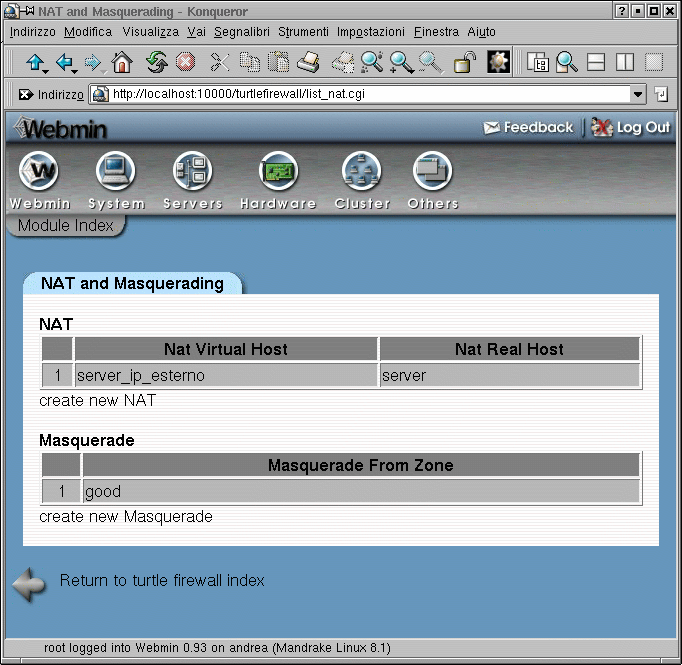 NAT and Masquerading - Konqueror
Indirizzo Modifica Visualizza Vai Segnalibri Strumenti Impostazioni Finestra Aiuto
Indirizzo http://localhost:10000/turtlefirewall/list_nat.cgi
Webmin Feedback Log Out
Webmin System Servers Hardware Cluster Others
Module Index
NAT and Masquerading
NAT
Nat Virtual Host Nat Real Host
1 server_ip_esterno server
create new NAT
Masquerade
Masquerade From Zone
1 good
create new Masquerade
Return to turtle firewall index
root logged into Webmin 0.93 on andrea (Mandrake Linux 8.1)